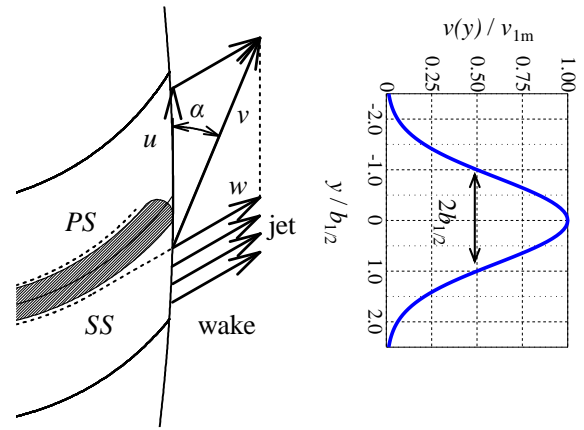 α
u
v
w
PS
jet
SS
wake
v(y) / v1m
0 0.25 0.50 0.75 1.00
-2.0
-1.0
0
1.0
2.0
y / b1/2
2b1/2